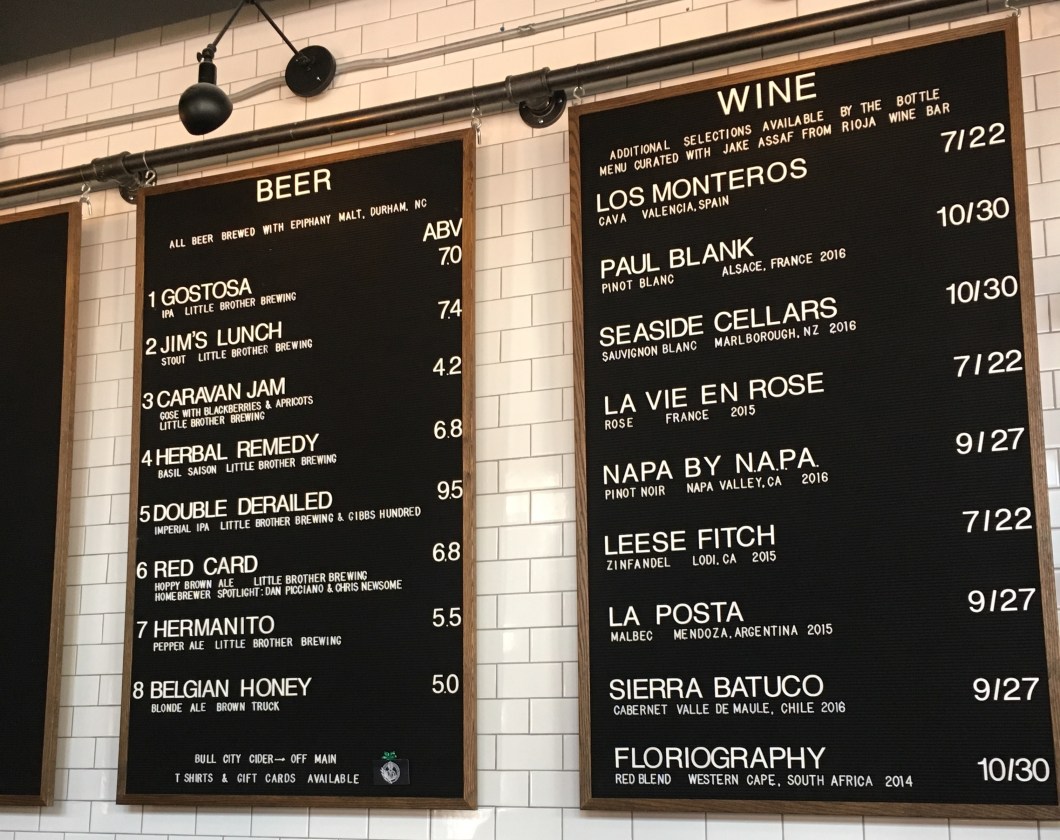 BEER
ALL BEER BREWED WITH EPIPHANY MALT, DURHAM, NC
ABV
1 GOSTOSA 7.0
IPA LITTLE BROTHER BREWING
2 JIM'S LUNCH 7.4
STOUT LITTLE BROTHER BREWING
3 CARAVAN JAM 4.2
GOSE WITH BLACKBERRIES & APRICOTS
LITTLE BROTHER BREWING
4 HERBAL REMEDY 6.8
BASIL SAISON LITTLE BROTHER BREWING
5 DOUBLE DERAILED 9.5
IMPERIAL IPA LITTLE BROTHER BREWING & GIBBS HUNDRED
6 RED CARD 6.8
HOPPY BROWN ALE LITTLE BROTHER BREWING
HOMEBREWER SPOTLIGHT: DAN PICCIANO & CHRIS NEWSOME
7 HERMANITO 5.5
PEPPER ALE LITTLE BROTHER BREWING
8 BELGIAN HONEY 5.0
BLONDE ALE BROWN TRUCK
BULL CITY CIDER→ OFF MAIN
T SHIRTS & GIFT CARDS AVAILABLE
WINE
ADDITIONAL SELECTIONS AVAILABLE BY THE BOTTLE
MENU CURATED WITH JAKE ASSAF FROM RIOJA WINE BAR
LOS MONTEROS 7/22
CAVA VALENCIA, SPAIN
PAUL BLANK 10/30
PINOT BLANC ALSACE, FRANCE 2016
SEASIDE CELLARS 10/30
SAUVIGNON BLANC MARLBOROUGH, NZ 2016
LA VIE EN ROSE 7/22
ROSE FRANCE 2015
NAPA BY N.A.P.A. 9/27
PINOT NOIR NAPA VALLEY, CA 2016
LEESE FITCH 7/22
ZINFANDEL LODI, CA 2015
LA POSTA 9/27
MALBEC MENDOZA, ARGENTINA 2015
SIERRA BATUCO 9/27
CABERNET VALLE DE MAULE, CHILE 2016
FLORIOGRAPHY 10/30
RED BLEND WESTERN CAPE, SOUTH AFRICA 2014